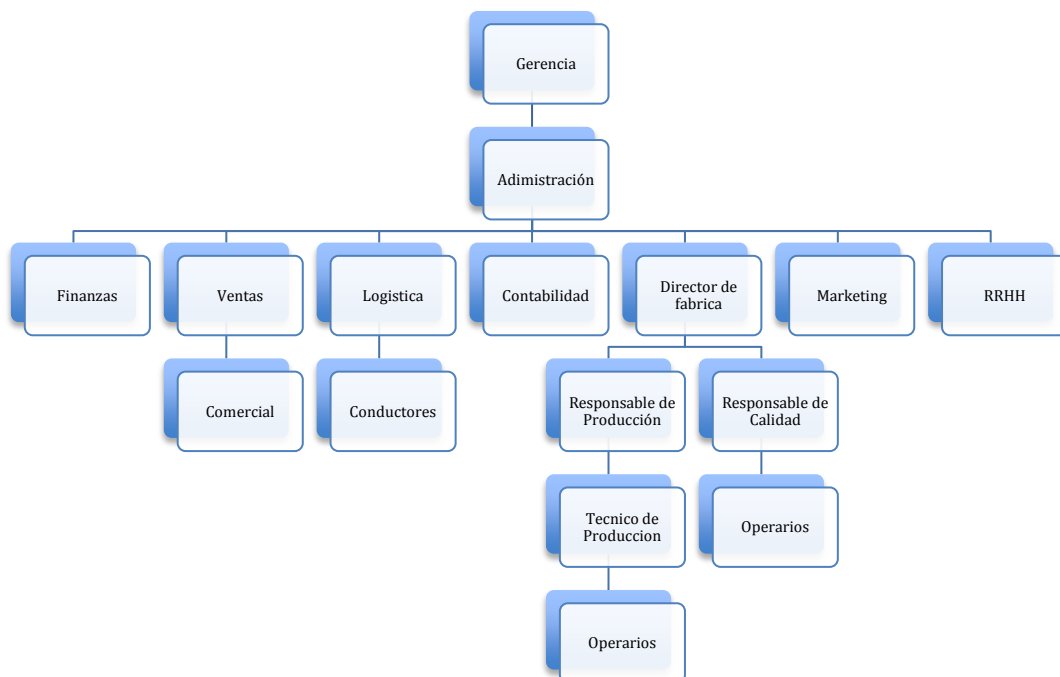 Gerencia
Adimistración
Finanzas
Ventas
Logistica
Contabilidad
Director de
fabrica
Marketing
RRHH
Comercial
Conductores
Responsable de
Producción
Responsable de
Calidad
Tecnico de
Produccion
Operarios
Operarios